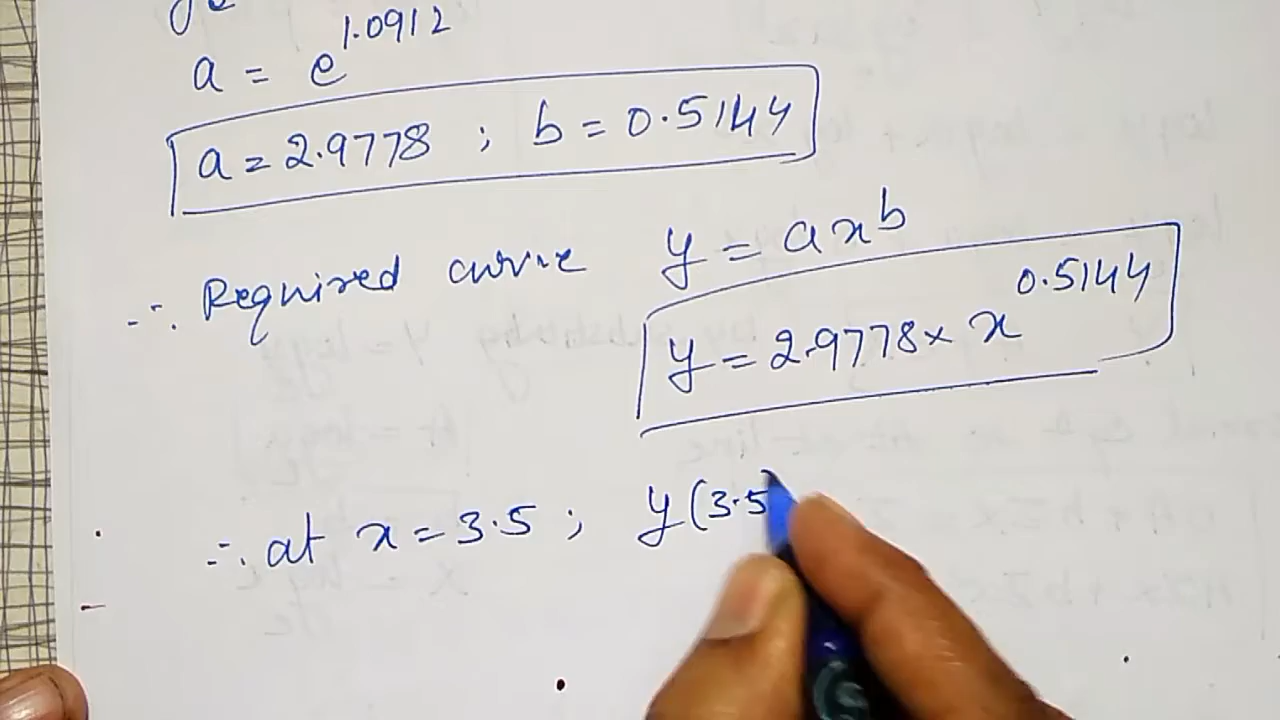 a = e^1.0912
a = 2.9778 ; b = 0.5144
∴ Required curve y = ax^b
y = 2.9778 × x^0.5144
∴ at x = 3.5 ; y(3.5